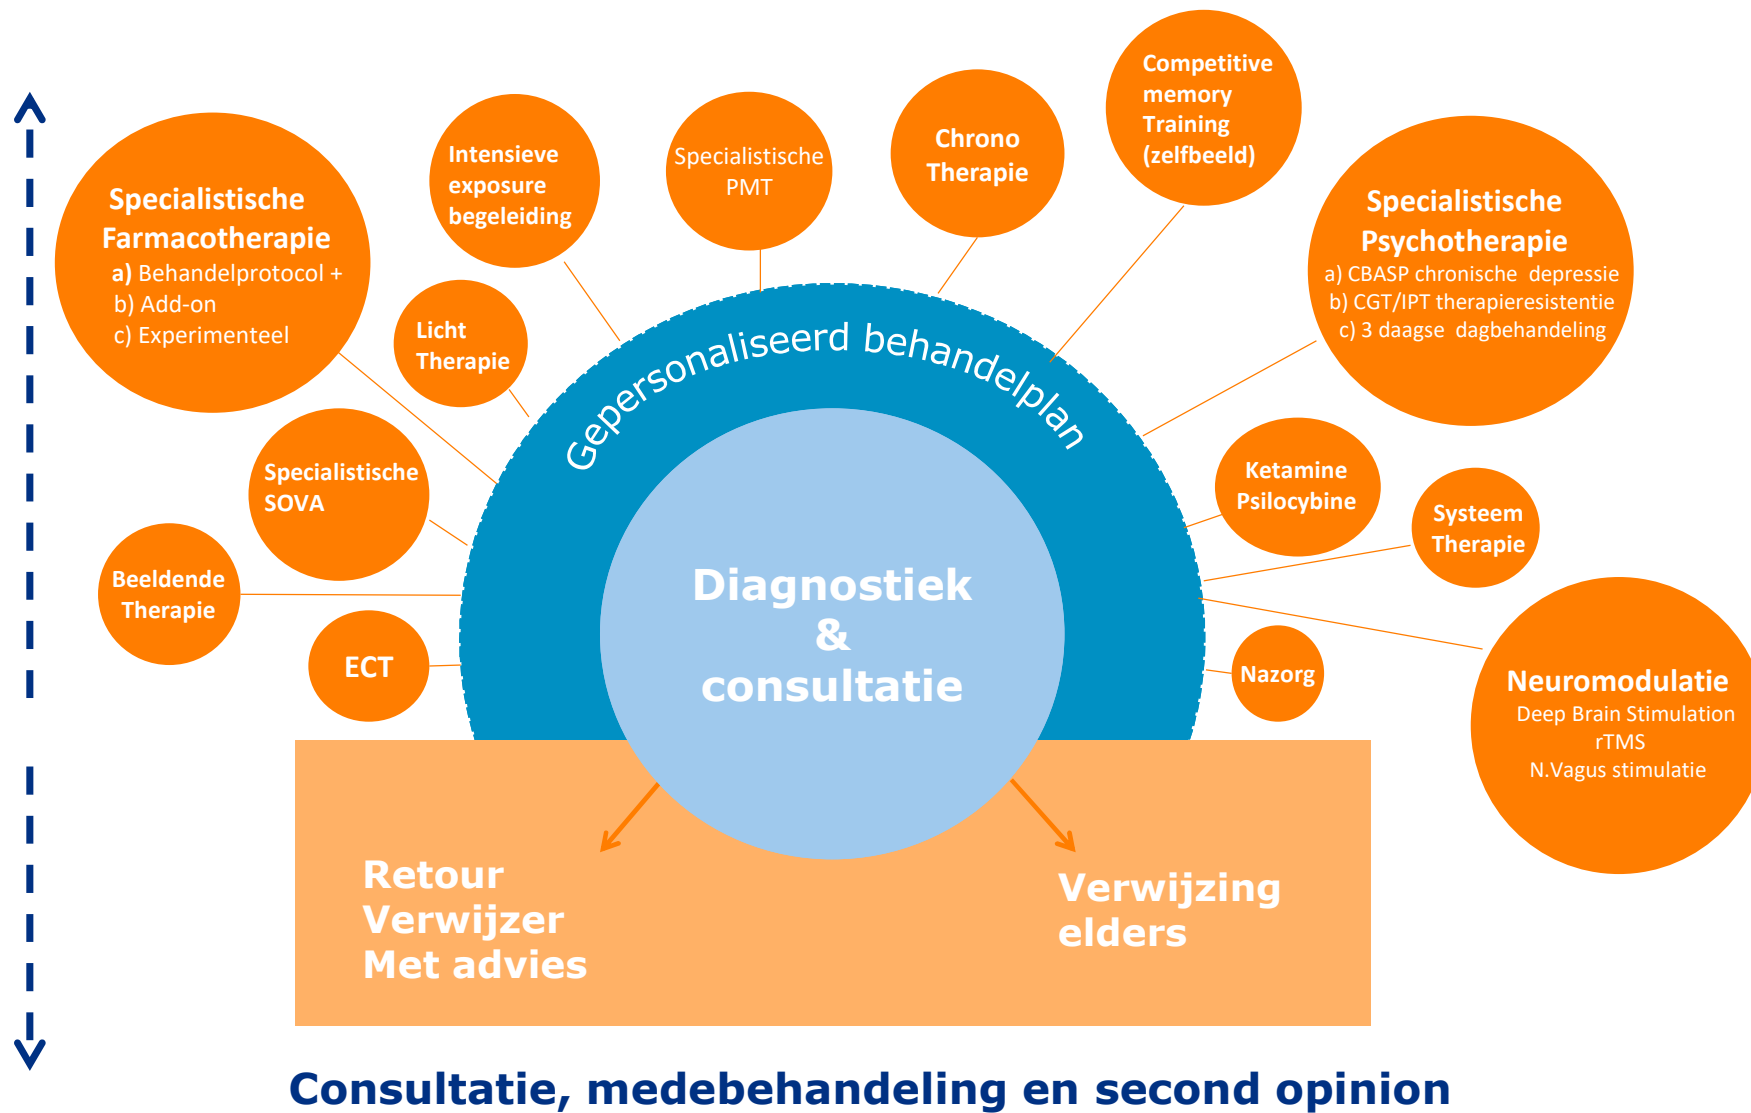 Competitive
memory
Training
(zelfbeeld)
Chrono
Therapie
Specialistische
PMT
Intensieve
exposure
begeleiding
Specialistische
Farmacotherapie
a) Behandelprotocol +
b) Add-on
c) Experimenteel
Specialistische
Psychotherapie
a) CBASP chronische depressie
b) CGT/IPT therapieresistentie
c) 3 daagse dagbehandeling
Licht
Therapie
Gepersonaliseerd behandelplan
Specialistische
SOVA
Ketamine
Psilocybine
Systeem
Therapie
Beeldende
Therapie
Diagnostiek
&
consultatie
ECT
Nazorg
Neuromodulatie
Deep Brain Stimulation
rTMS
N.Vagus stimulatie
Retour
Verwijzer
Met advies
Verwijzing
elders
Consultatie, medebehandeling en second opinion